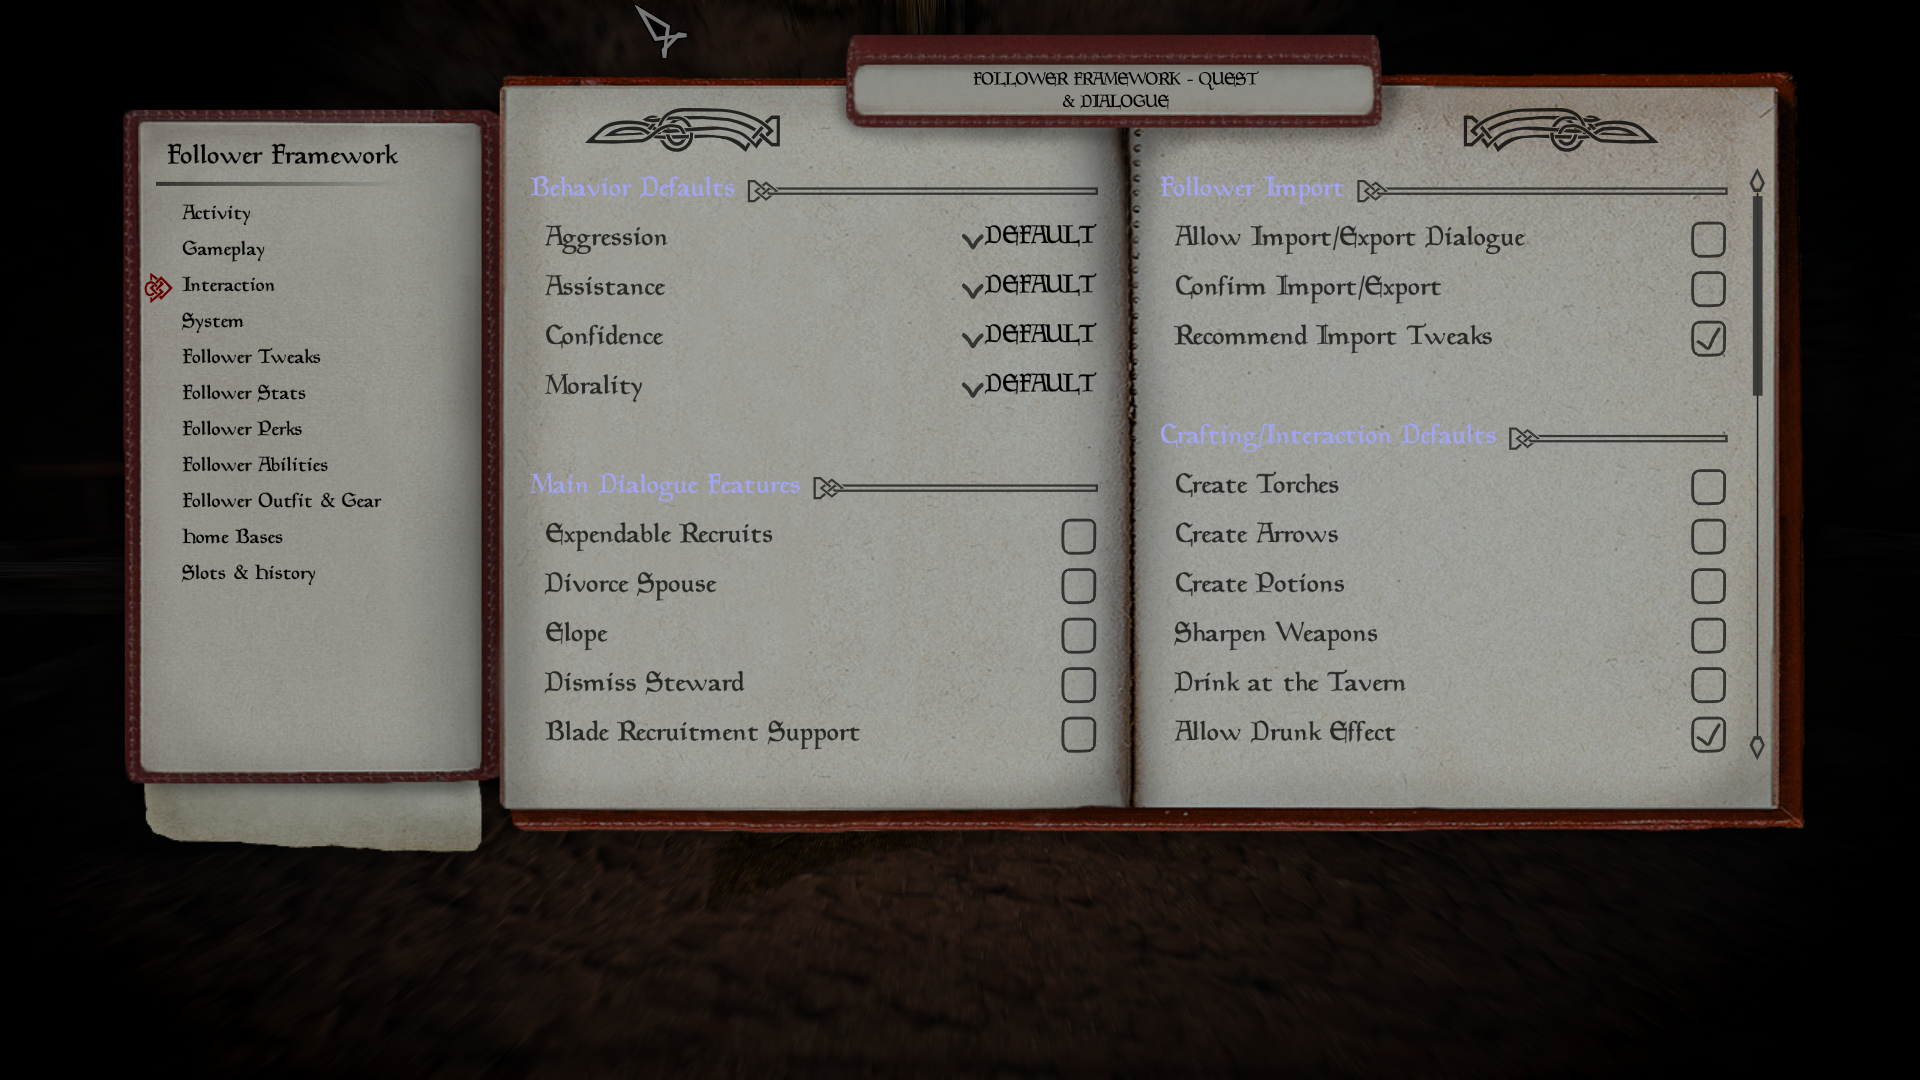 FOLLOWER FRAMEWORK - QUEST
& DIALOGUE
Follower Framework
Activity
Gameplay
Interaction
System
Follower Tweaks
Follower Stats
Follower Perks
Follower Abilities
Follower Outfit & Gear
Home Bases
Slots & History
Behavior Defaults
Aggression DEFAULT
Assistance DEFAULT
Confidence DEFAULT
Morality DEFAULT
Main Dialogue Features
Expendable Recruits
Divorce Spouse
Elope
Dismiss Steward
Blade Recruitment Support
Follower Import
Allow Import/Export Dialogue
Confirm Import/Export
Recommend Import Tweaks
Crafting/Interaction Defaults
Create Torches
Create Arrows
Create Potions
Sharpen Weapons
Drink at the Tavern
Allow Drunk Effect